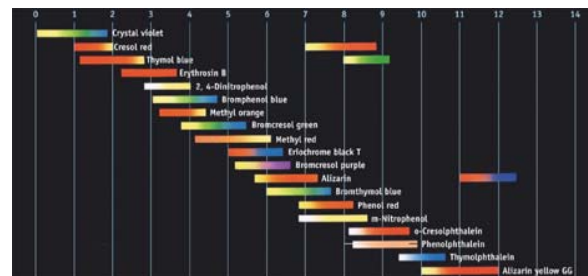 0 1 2 3 4 5 6 7 8 9 10 11 12 13 14
Crystal violet
Cresol red
Thymol blue
Erythrosin B
2, 4-Dinitrophenol
Bromphenol blue
Methyl orange
Bromcresol green
Methyl red
Eriochrome black T
Bromcresol purple
Alizarin
Bromthymol blue
Phenol red
m-Nitrophenol
o-Cresolphthalein
Phenolphthalein
Thymolphthalein
Alizarin yellow GG